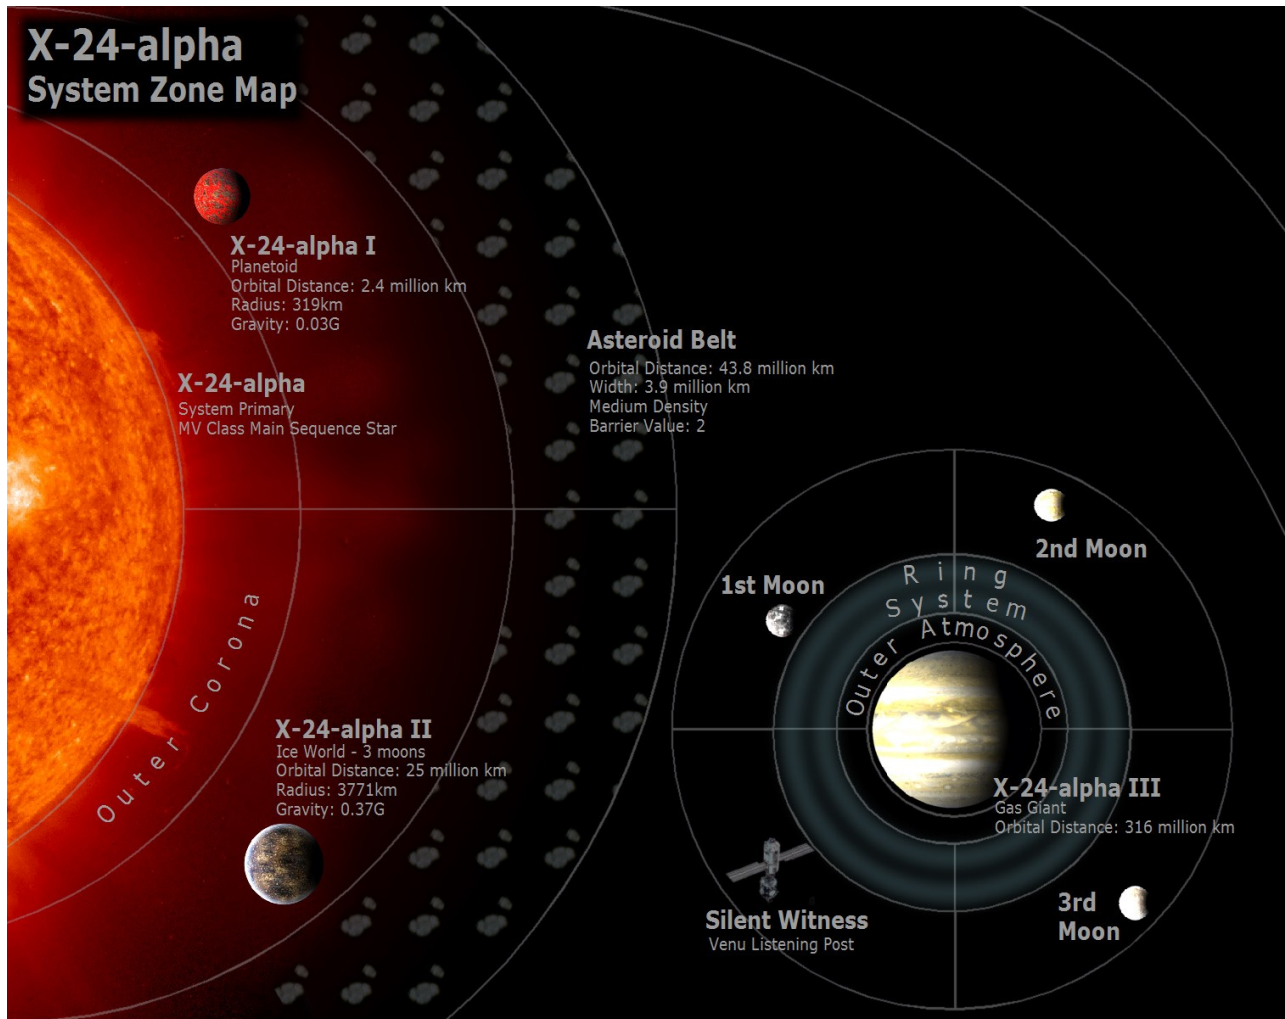 X-24-alpha
System Zone Map
X-24-alpha I
Planetoid
Orbital Distance: 2.4 million km
Radius: 319km
Gravity: 0.03G
X-24-alpha
System Primary
MV Class Main Sequence Star
Asteroid Belt
Orbital Distance: 43.8 million km
Width: 3.9 million km
Medium Density
Barrier Value: 2
Outer Corona
X-24-alpha II
Ice World - 3 moons
Orbital Distance: 25 million km
Radius: 3771km
Gravity: 0.37G
1st Moon
2nd Moon
Ring
System
Outer Atmosphere
X-24-alpha III
Gas Giant
Orbital Distance: 316 million km
Silent Witness
Venu Listening Post
3rd
Moon